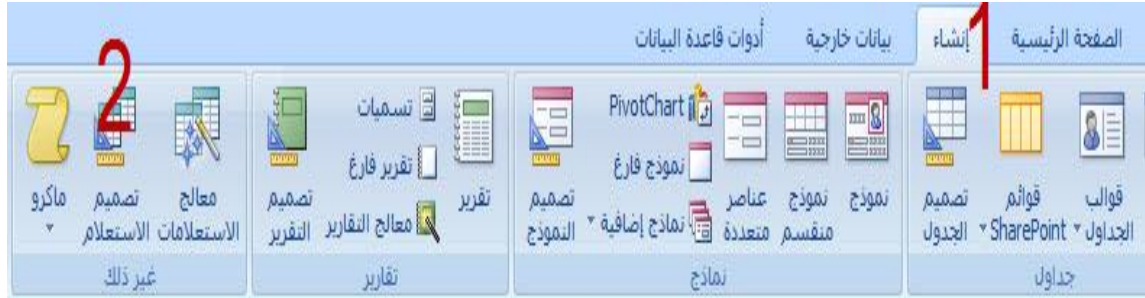 الصفحة الرئيسية
1
إنشاء
بيانات خارجية
أدوات قاعدة البيانات
2
قوالب
الجداول
قوائم
SharePoint
تصميم
الجدول
جداول
نموذج
نموذج
منقسم
عناصر
متعددة
PivotChart
نموذج فارغ
نماذج إضافية
تصميم
النموذج
نماذج
تقرير
تسميات
تقرير فارغ
معالج التقارير
تصميم
التقرير
تقارير
معالج
الاستعلامات
تصميم
الاستعلام
ماكرو
غير ذلك